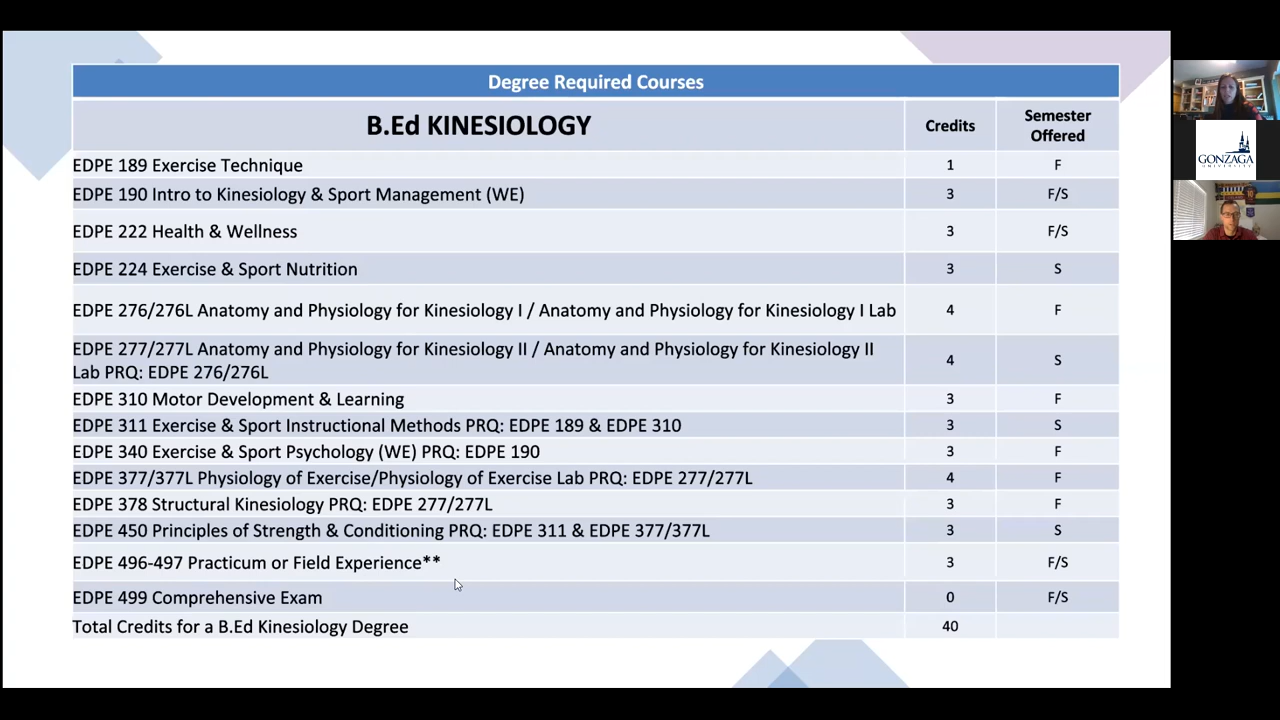 Degree Required Courses
B.Ed KINESIOLOGY Credits Semester Offered
EDPE 189 Exercise Technique 1 F
EDPE 190 Intro to Kinesiology & Sport Management (WE) 3 F/S
EDPE 222 Health & Wellness 3 F/S
EDPE 224 Exercise & Sport Nutrition 3 S
EDPE 276/276L Anatomy and Physiology for Kinesiology I / Anatomy and Physiology for Kinesiology I Lab 4 F
EDPE 277/277L Anatomy and Physiology for Kinesiology II / Anatomy and Physiology for Kinesiology II
Lab PRQ: EDPE 276/276L 4 S
EDPE 310 Motor Development & Learning 3 F
EDPE 311 Exercise & Sport Instructional Methods PRQ: EDPE 189 & EDPE 310 3 S
EDPE 340 Exercise & Sport Psychology (WE) PRQ: EDPE 190 3 F
EDPE 377/377L Physiology of Exercise/Physiology of Exercise Lab PRQ: EDPE 277/277L 4 F
EDPE 378 Structural Kinesiology PRQ: EDPE 277/277L 3 F
EDPE 450 Principles of Strength & Conditioning PRQ: EDPE 311 & EDPE 377/377L 3 S
EDPE 496-497 Practicum or Field Experience** 3 F/S
EDPE 499 Comprehensive Exam 0 F/S
Total Credits for a B.Ed Kinesiology Degree 40
GONZAGA
UNIVERSITY